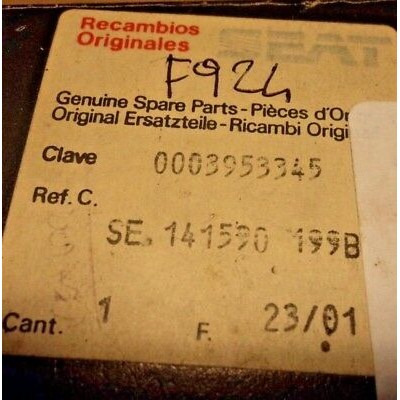 Recambios
Originales
SEAT
F924
Genuine Spare Parts-Pièces d'Or
Original Ersatzteile-Ricambi Origi
Clave 0003953345
Ref. C.
SE. 141590 199B
Cant. 1 F. 23/01